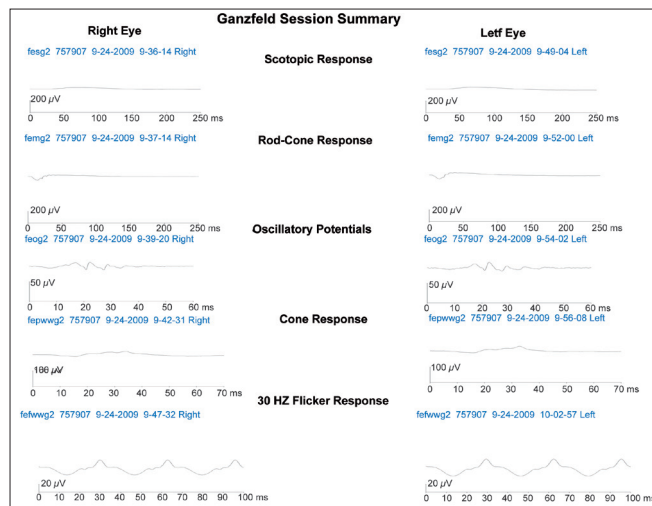 Ganzfeld Session Summary
Right Eye
Letf Eye
fesg2 757907 9-24-2009 9-36-14 Right
fesg2 757907 9-24-2009 9-49-04 Left
Scotopic Response
200 µV
0 50 100 150 200 250 ms
200 µV
0 50 100 150 200 250 ms
femg2 757907 9-24-2009 9-37-14 Right
femg2 757907 9-24-2009 9-52-00 Left
Rod-Cone Response
200 µV
0 50 100 150 200 250 ms
200 µV
0 50 100 150 200 250 ms
Oscillatory Potentials
feog2 757907 9-24-2009 9-39-20 Right
feog2 757907 9-24-2009 9-54-02 Left
50 µV
0 10 20 30 40 50 60 ms
50 µV
0 10 20 30 40 50 60 ms
fepwwg2 757907 9-24-2009 9-42-31 Right
fepwwg2 757907 9-24-2009 9-56-08 Left
Cone Response
µV
0 10 20 30 40 50 60 70 ms
100 µV
0 10 20 30 40 50 60 70 ms
30 HZ Flicker Response
fefwwg2 757907 9-24-2009 9-47-32 Right
fefwwg2 757907 9-24-2009 10-02-57 Left
20 µV
0 10 20 30 40 50 60 70 80 90 100 ms
20 µV
0 10 20 30 40 50 60 70 80 90 100 ms